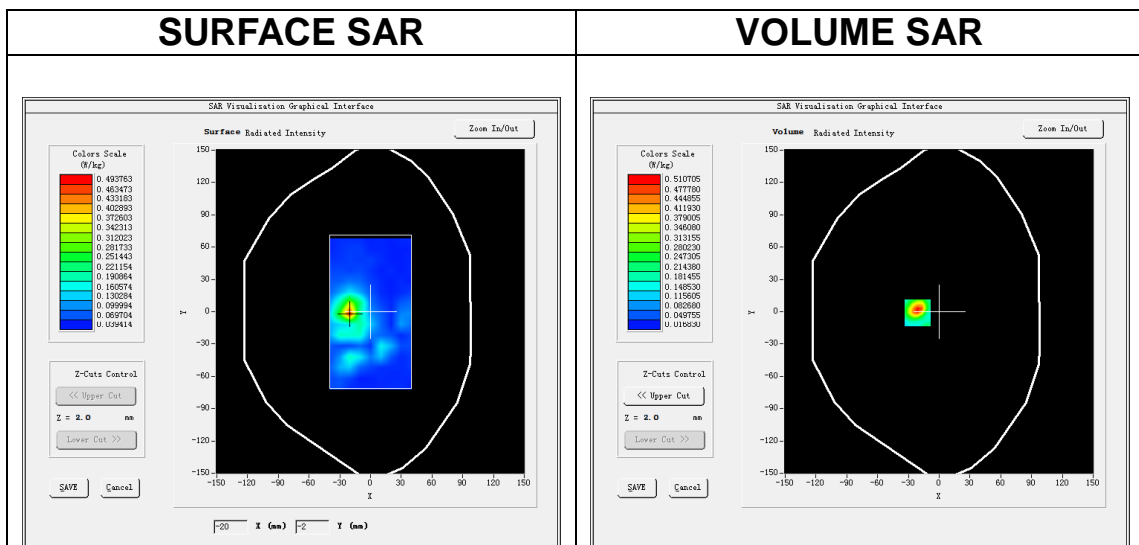 SURFACE SAR
VOLUME SAR
SAR Visualisation Graphical Interface
Surface Radiated Intensity
Zoom In/Out
Colors Scale
(W/kg)
0.493763
0.463473
0.433183
0.402893
0.372603
0.342313
0.312023
0.281733
0.251443
0.221154
0.190864
0.160574
0.130284
0.099994
0.069704
0.039414
Z-Cuts Control
<< Upper Cut
Z = 2.0 mm
Lower Cut >>
SAVE Cancel
150
120
90
60
30
0
-30
-60
-90
-120
-150
Y
-150 -120 -90 -60 -30 0 30 60 90 120 150
X
-20 X (mm) -2 Y (mm)
SAR Visualisation Graphical Interface
Volume Radiated Intensity
Zoom In/Out
Colors Scale
(W/kg)
0.510705
0.477780
0.444855
0.411930
0.379005
0.346080
0.313155
0.280230
0.247305
0.214380
0.181455
0.148530
0.115605
0.082680
0.049755
0.016830
Z-Cuts Control
<< Upper Cut
Z = 2.0 mm
Lower Cut >>
SAVE Cancel
150
120
90
60
30
0
-30
-60
-90
-120
-150
Y
-150 -120 -90 -60 -30 0 30 60 90 120 150
X